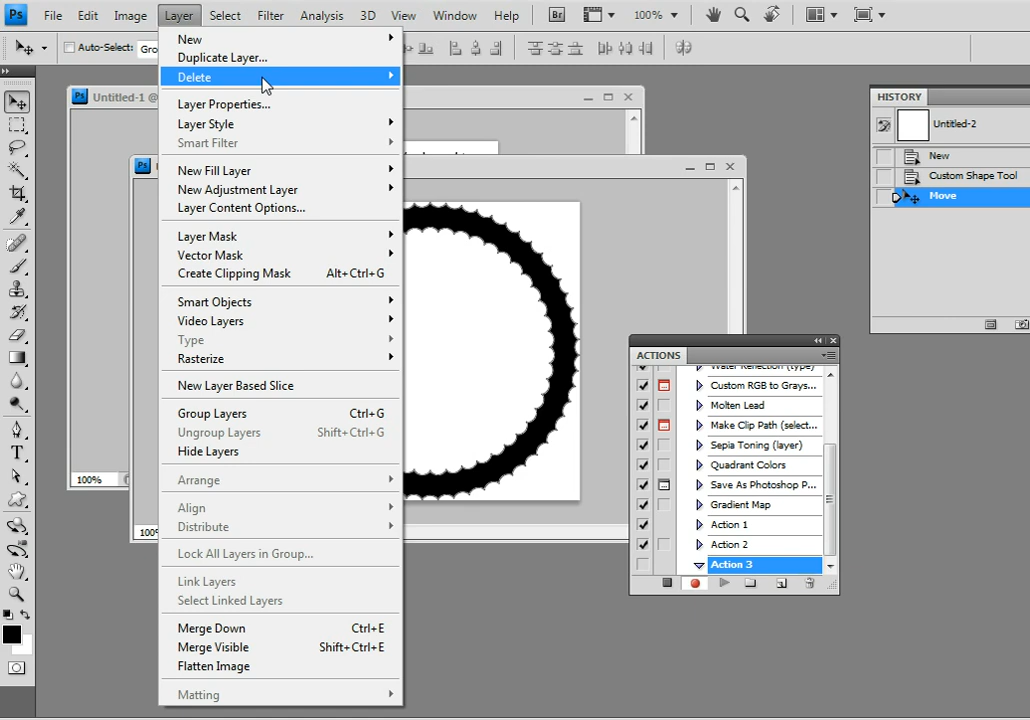 Ps File Edit Image Layer Select Filter Analysis 3D View Window Help Br 100%
Auto-Select: Gro
Untitled-1 @
New
Duplicate Layer...
Delete
Layer Properties...
Layer Style
Smart Filter
New Fill Layer
New Adjustment Layer
Layer Content Options...
Layer Mask
Vector Mask
Create Clipping Mask Alt+Ctrl+G
Smart Objects
Video Layers
Type
Rasterize
New Layer Based Slice
Group Layers Ctrl+G
Ungroup Layers Shift+Ctrl+G
Hide Layers
Arrange
Align
Distribute
Lock All Layers in Group...
Link Layers
Select Linked Layers
Merge Down Ctrl+E
Merge Visible Shift+Ctrl+E
Flatten Image
Matting
100%
100%
HISTORY
Untitled-2
New
Custom Shape Tool
Move
ACTIONS
Water Reflection (type)
Custom RGB to Grays...
Molten Lead
Make Clip Path (select...
Sepia Toning (layer)
Quadrant Colors
Save As Photoshop P...
Gradient Map
Action 1
Action 2
Action 3